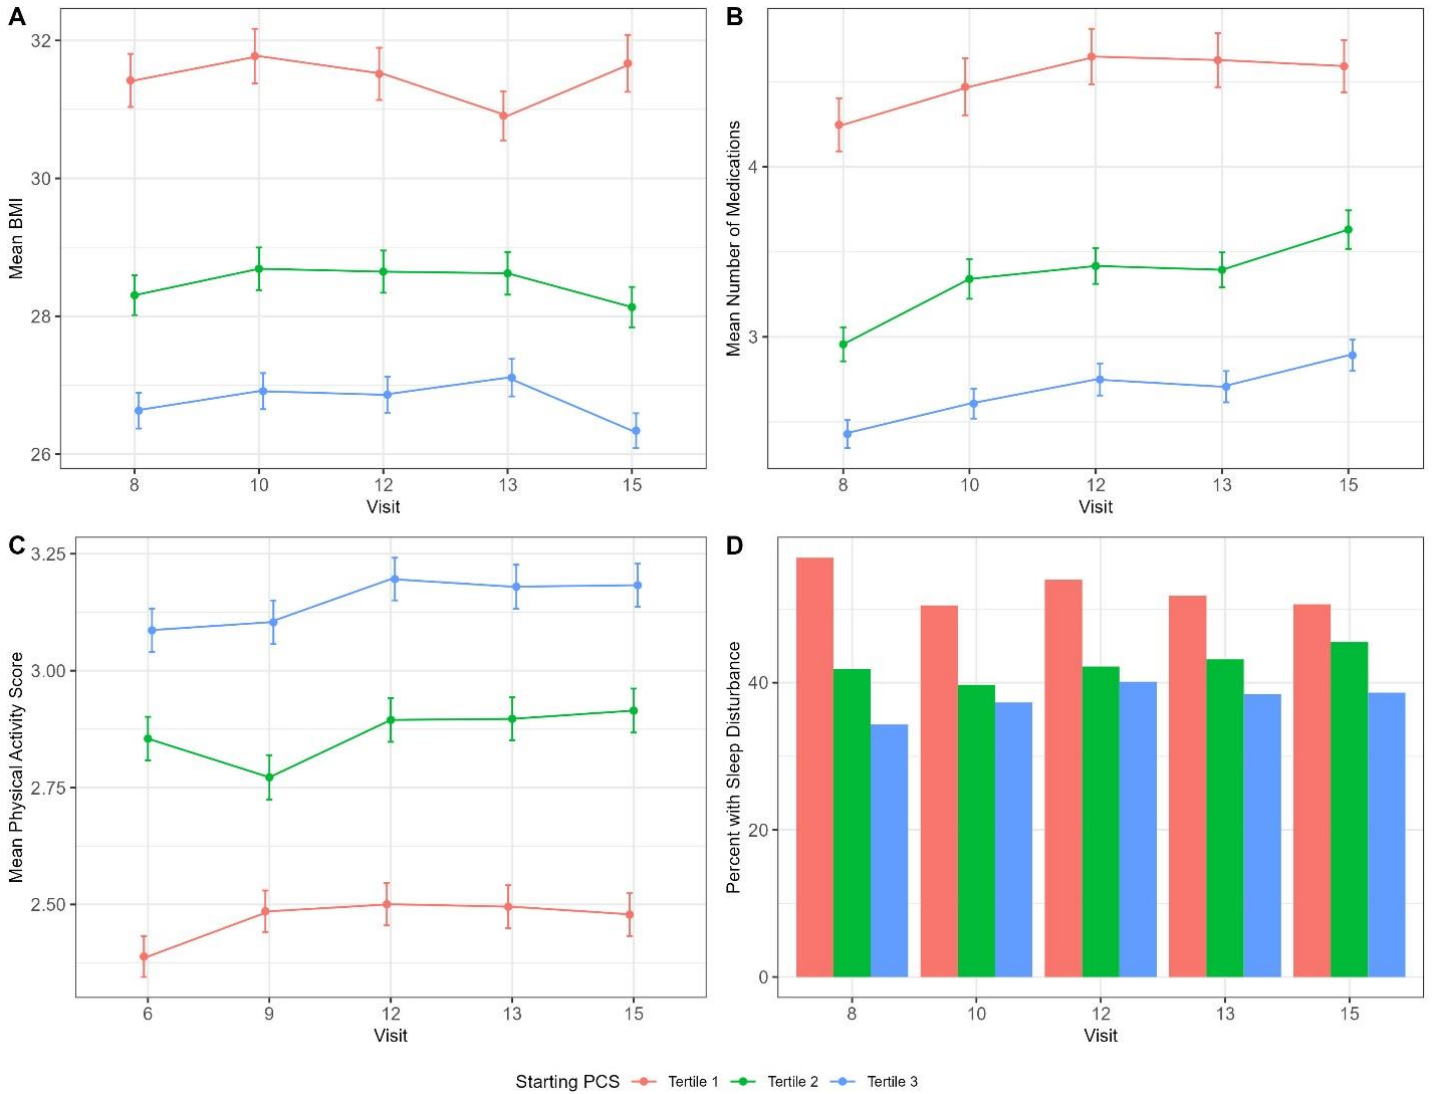 A
Mean BMI
32
30
28
26
8 10 12 13 15
Visit
B
Mean Number of Medications
4
3
8 10 12 13 15
Visit
C
Mean Physical Activity Score
3.25
3.00
2.75
2.50
6 9 12 13 15
Visit
D
Percent with Sleep Disturbance
40
20
0
8 10 12 13 15
Visit
Starting PCS Tertile 1 Tertile 2 Tertile 3